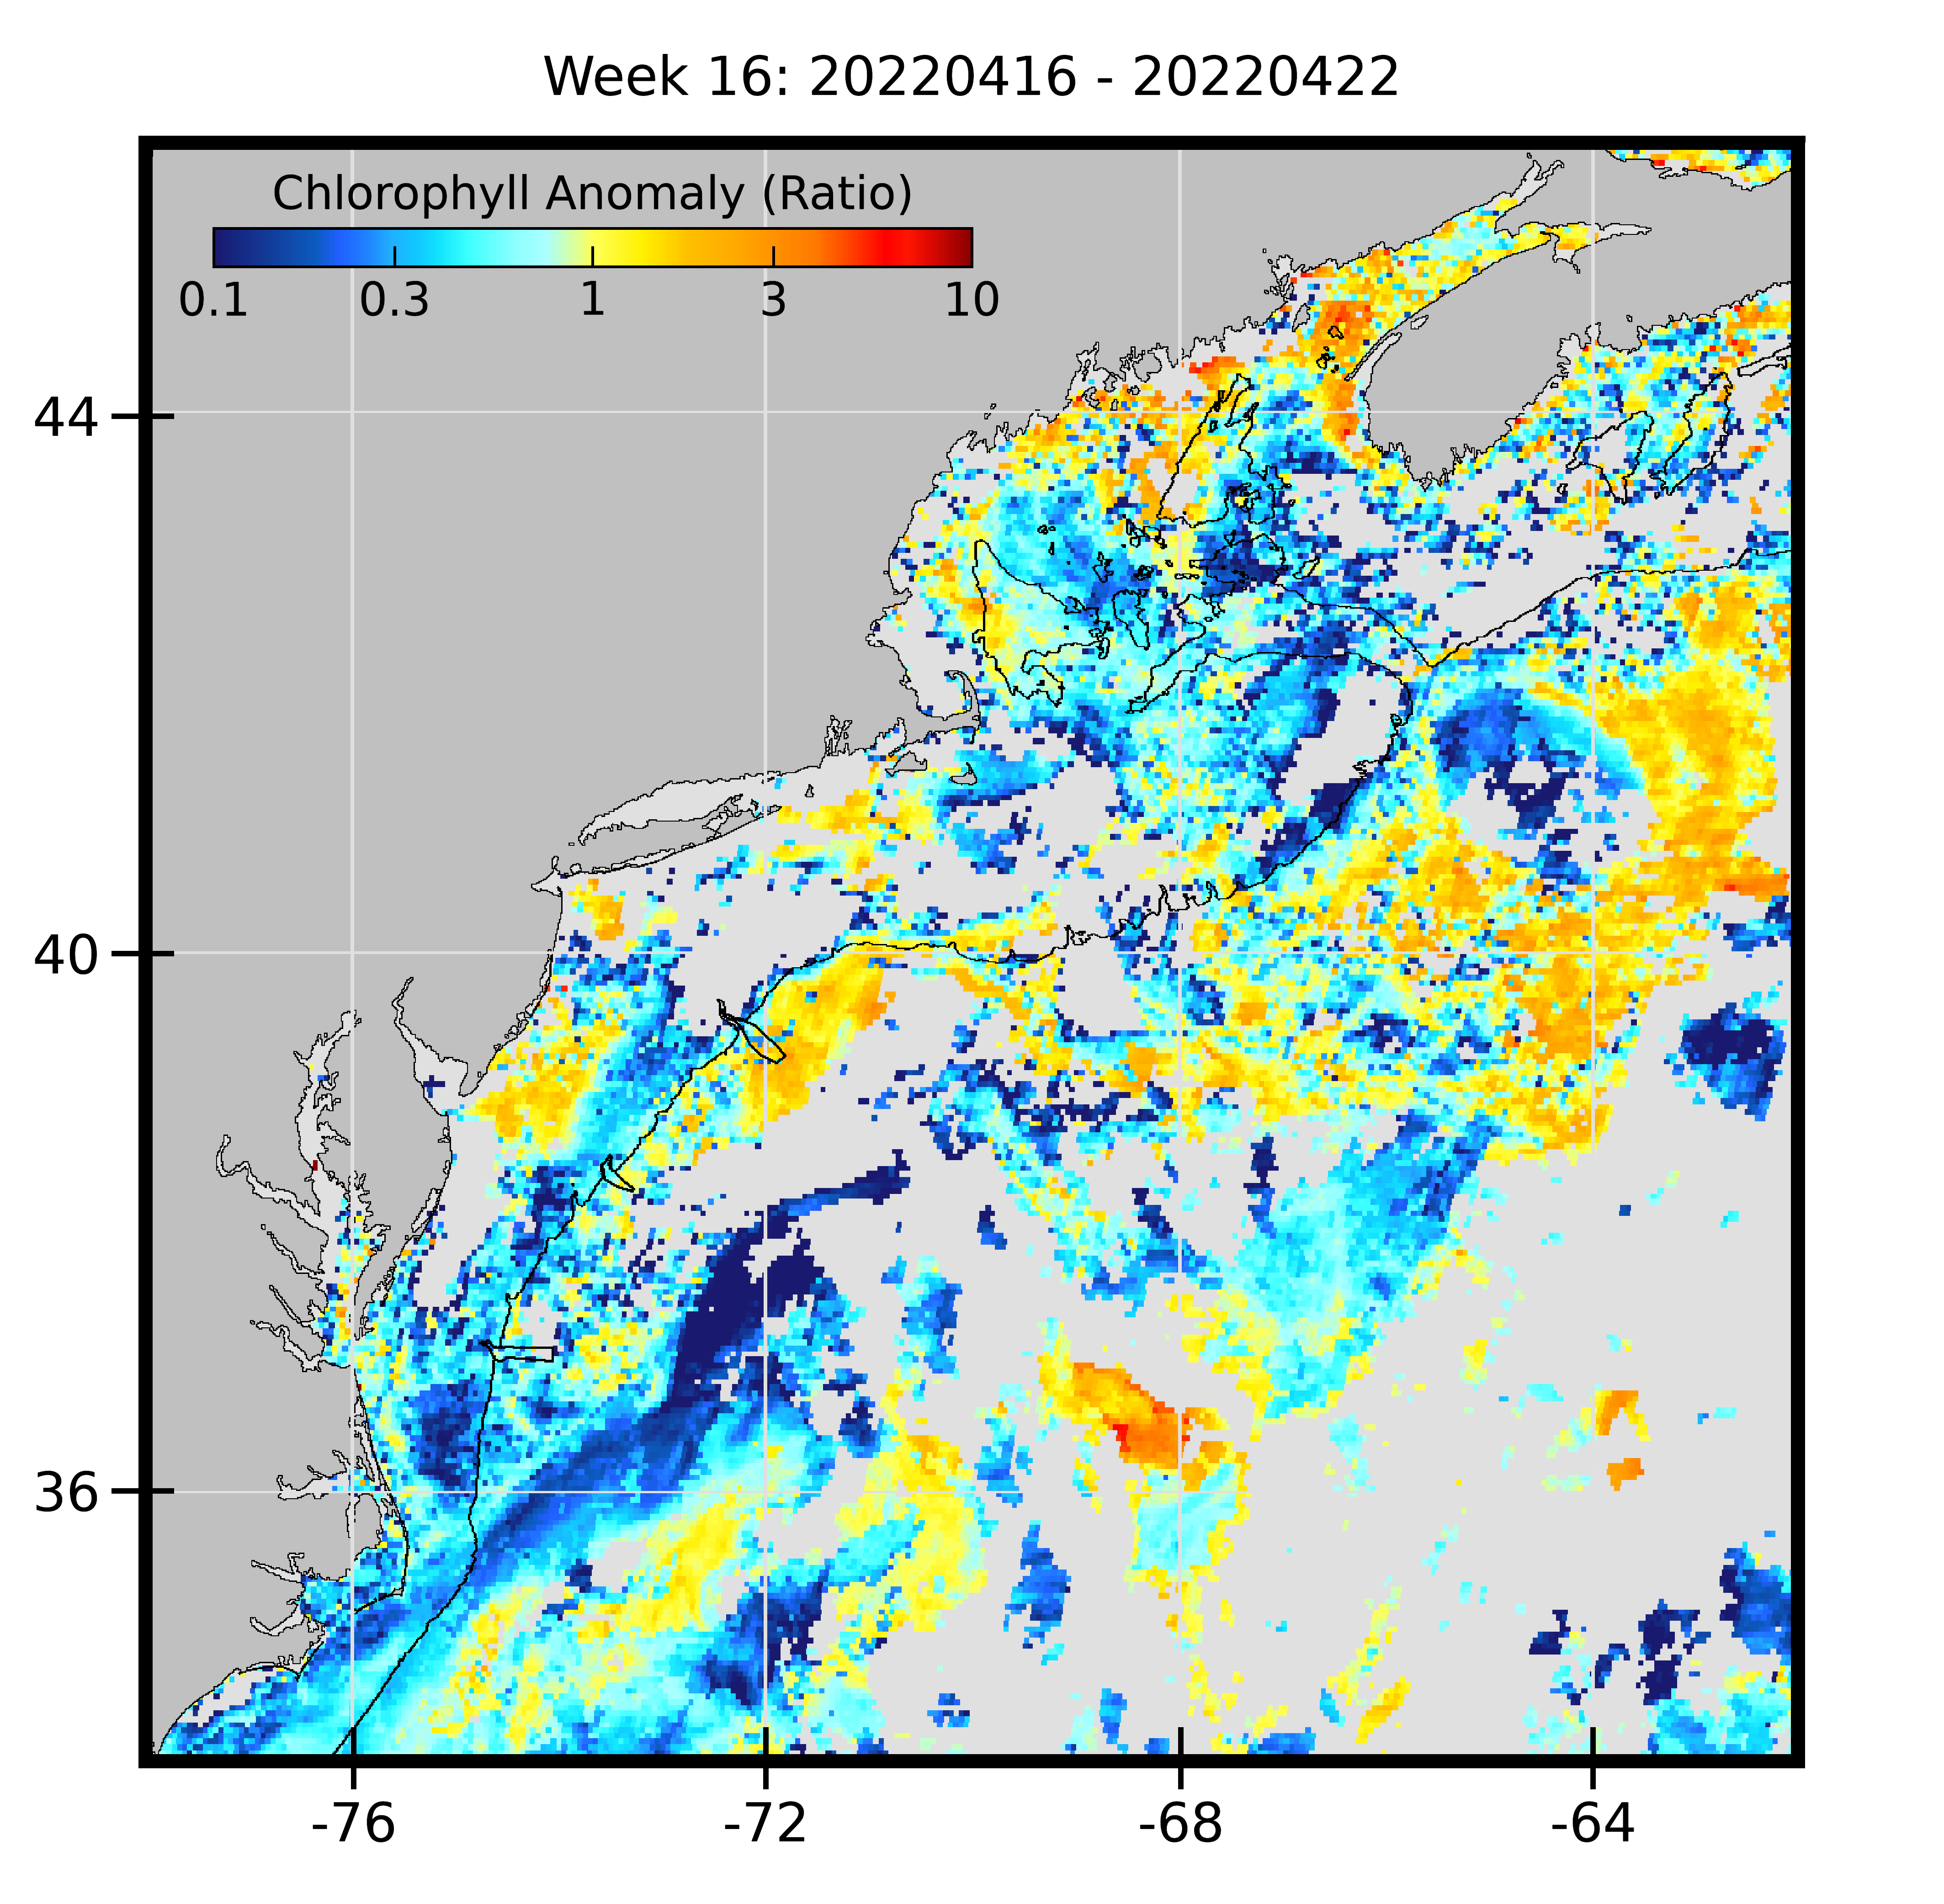 Week 16: 20220416 - 20220422
Chlorophyll Anomaly (Ratio)
0.1 0.3 1 3 10
44
40
36
-76 -72 -68 -64